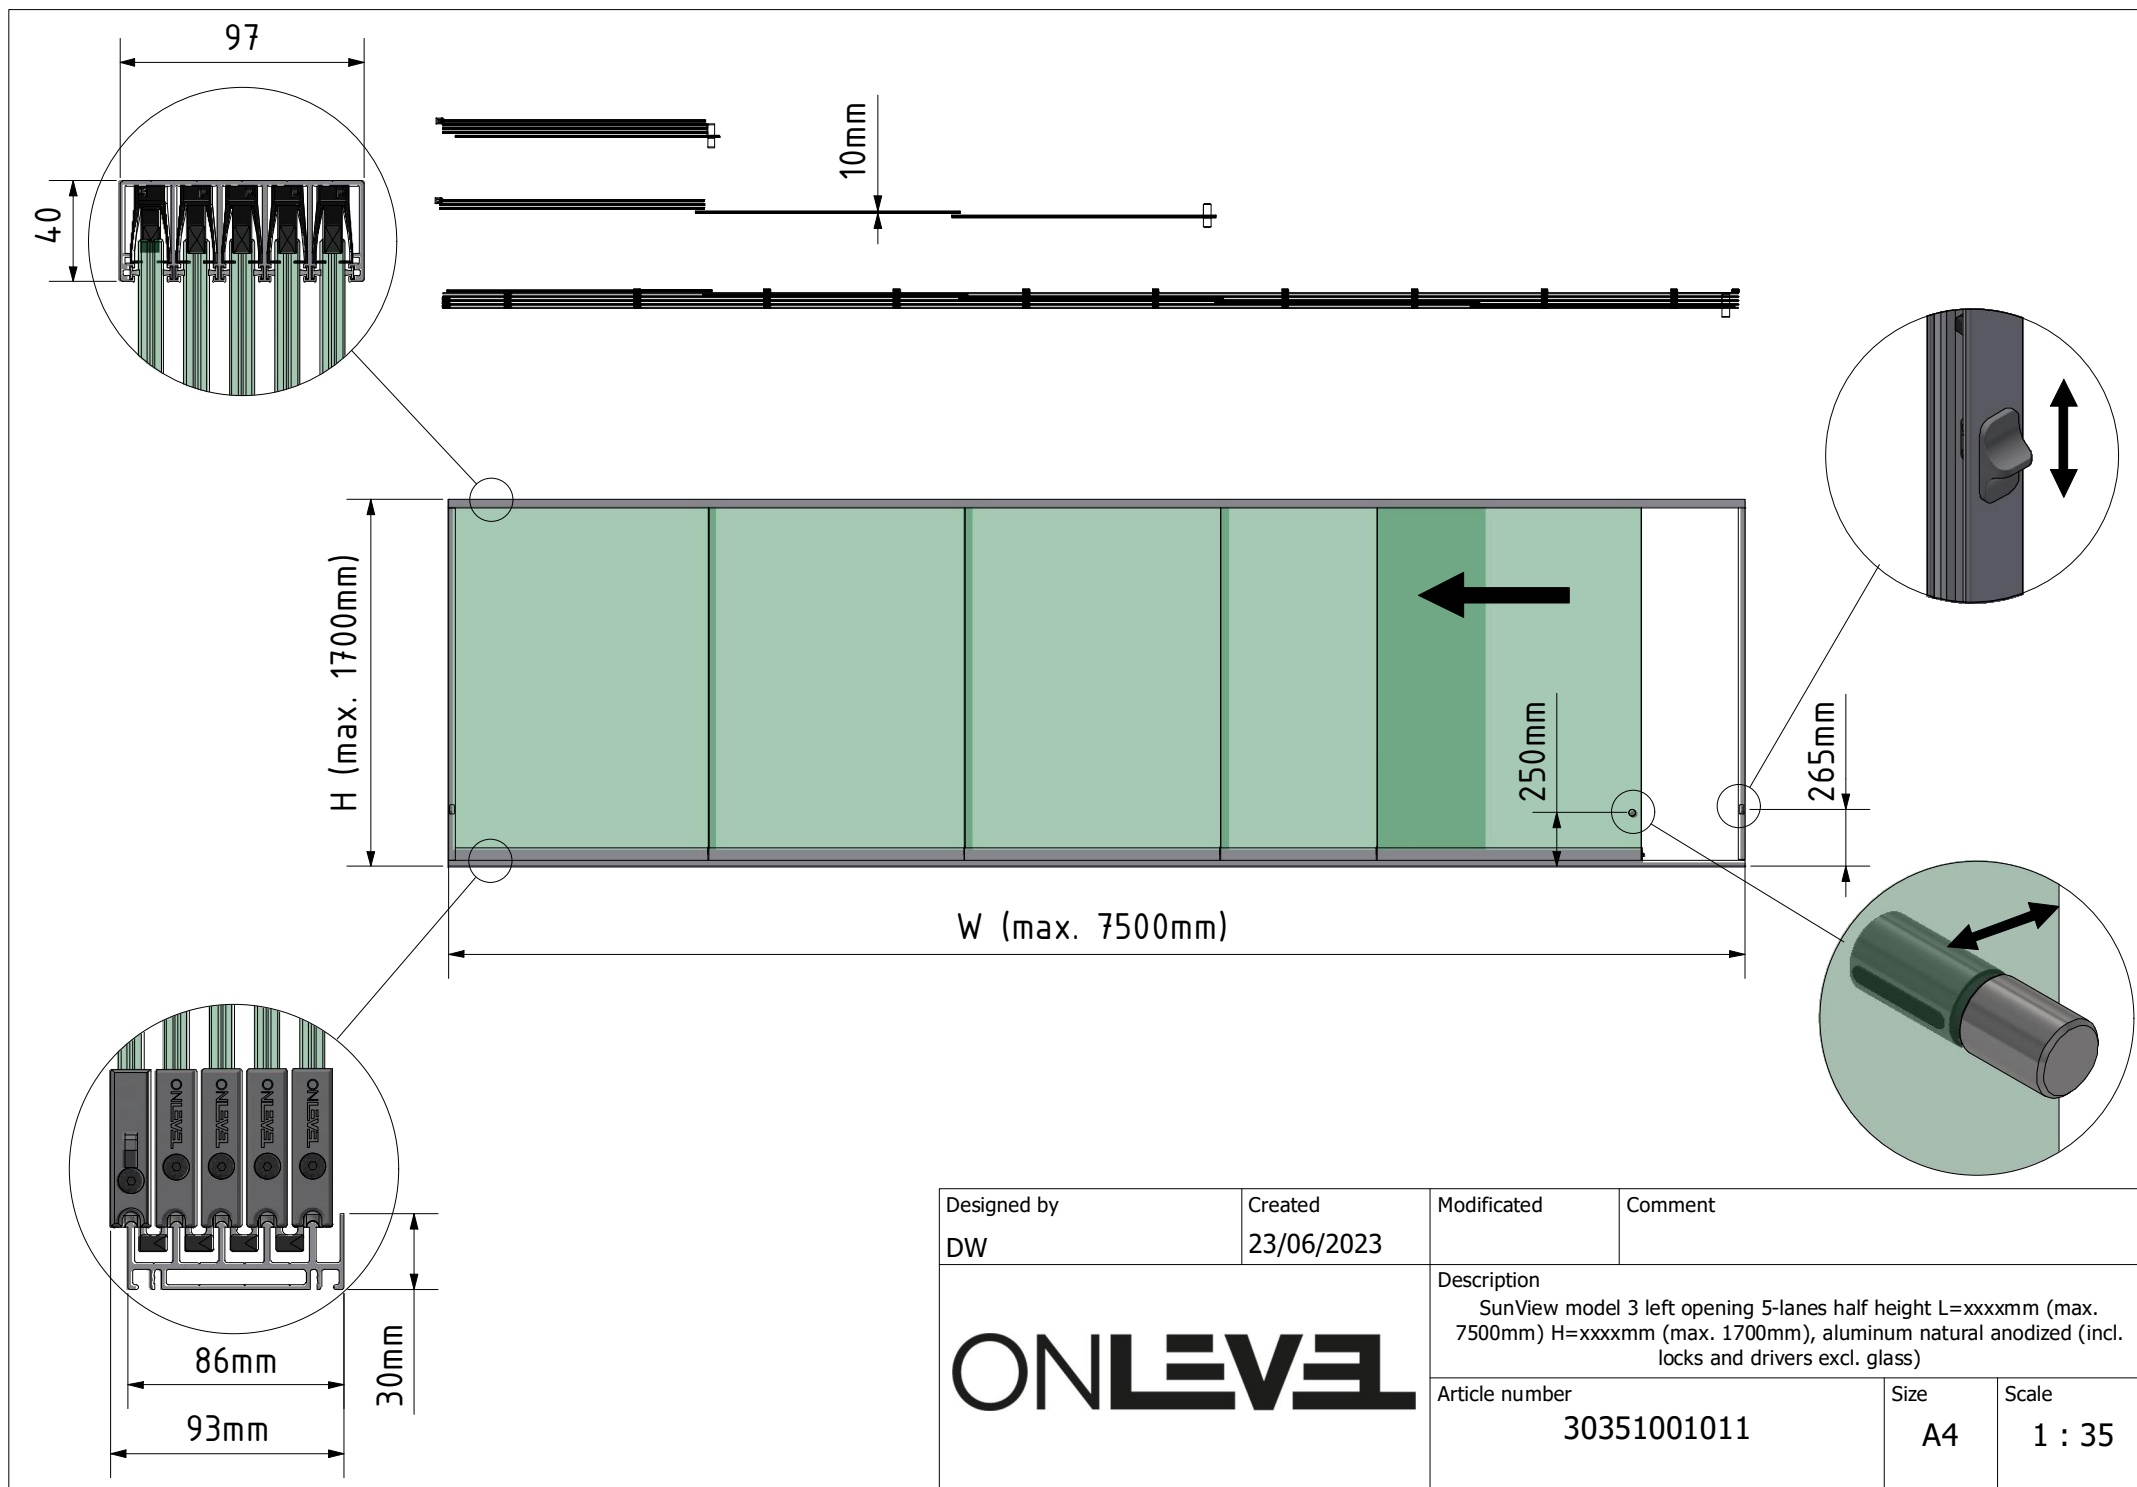 97
40
10mm
H (max. 1700mm)
250mm
265mm
W (max. 7500mm)
ONLEVEL
ONLEVEL
ONLEVEL
ONLEVEL
86mm
93mm
30mm
Designed by
DW
Created
23/06/2023
Modificated
Comment
ONLEVEL
Description
SunView model 3 left opening 5-lanes half height L=xxxxmm (max.
7500mm) H=xxxxmm (max. 1700mm), aluminum natural anodized (incl.
locks and drivers excl. glass)
Article number
30351001011
Size
A4
Scale
1 : 35